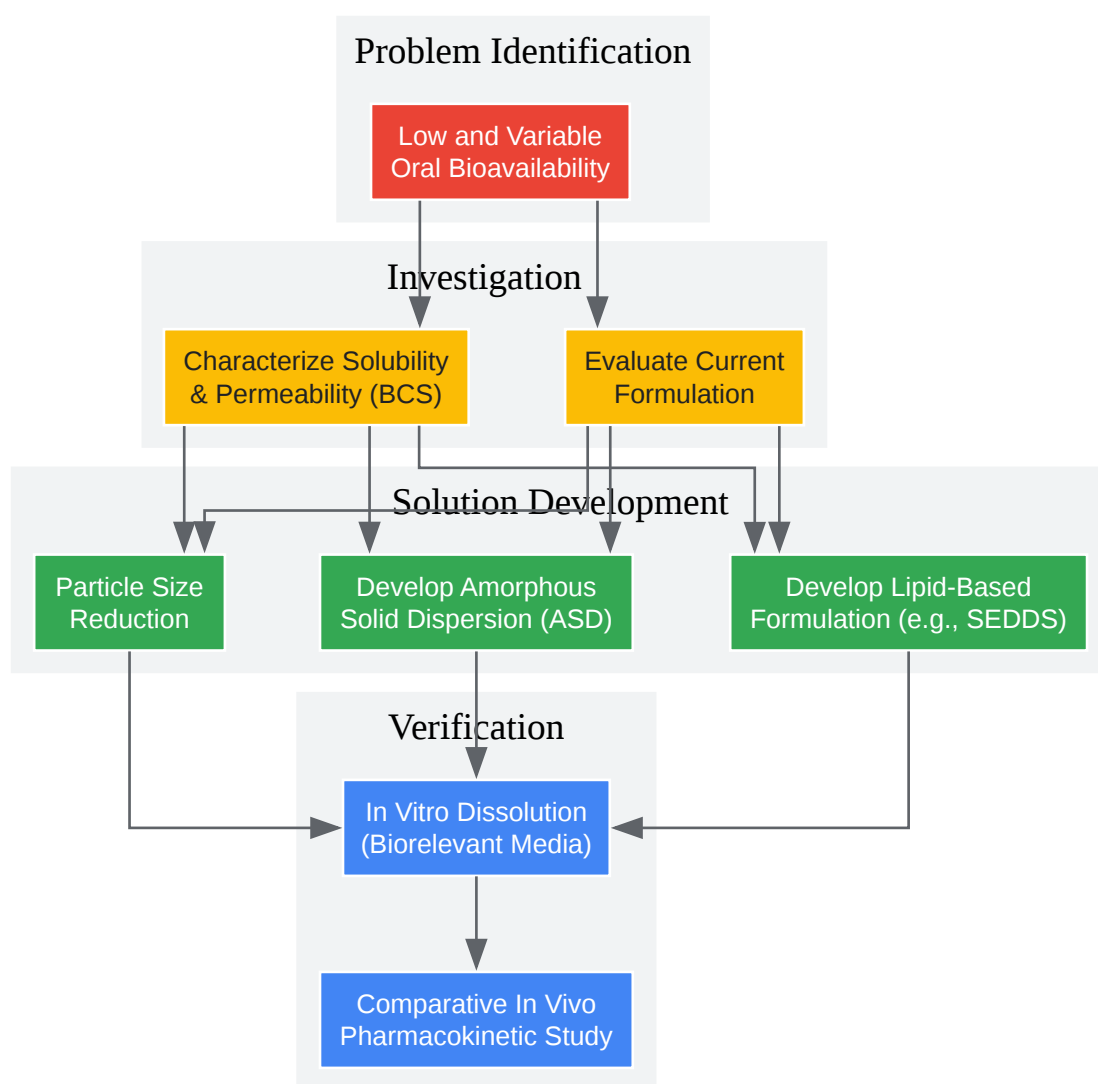 Problem Identification
Low and Variable
Oral Bioavailability
Investigation
Characterize Solubility
& Permeability (BCS)
Evaluate Current
Formulation
Solution Development
Particle Size
Reduction
Develop Amorphous
Solid Dispersion (ASD)
Develop Lipid-Based
Formulation (e.g., SEDDS)
Verification
In Vitro Dissolution
(Biorelevant Media)
Comparative In Vivo
Pharmacokinetic Study